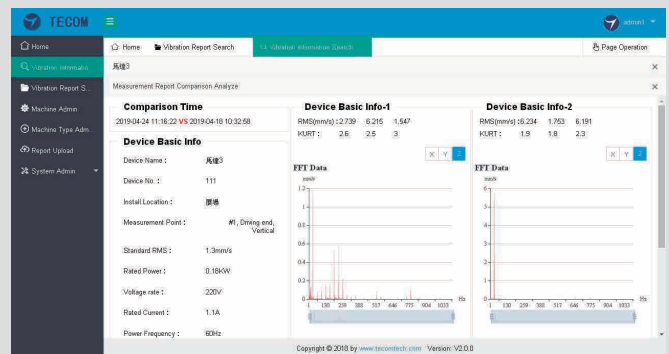 TECOM
admin1
Home
Vibration Informatio
Vibration Report S...
Machine Admin
Machine Type Adm...
Report Upload
System Admin
Home
Vibration Report Search
Vibration Information Search
Page Operation
馬達3
Measurement Report Comparison Analyze
Comparison Time
2019-04-24 11:16:22 VS 2019-04-18 10:32:58
Device Basic Info
Device Name : 馬達3
Device No. : 111
Install Location : 展場
Measurement Point : #1, Driving end, Vertical
Standard RMS : 1.3mm/s
Rated Power : 0.18KW
Voltage rate : 220V
Rated Current : 1.1A
Power Frequency : 60Hz
Device Basic Info-1
RMS(mm/s) : 2.739 6.215 1.547
KURT : 2.6 2.5 3
X Y Z
FFT Data
mm/s
1.2
1
0.8
0.6
0.4
0.2
0
1 130 259 388 517 646 775 904 1033 Hz
Device Basic Info-2
RMS(mm/s) : 6.234 1.753 6.191
KURT : 1.9 1.8 2.3
X Y Z
FFT Data
mm/s
6
5
4
3
2
1
0
1 130 259 388 517 646 775 904 1033 Hz
Copyright © 2018 by www.tecomtech.com Version: V2.0.0